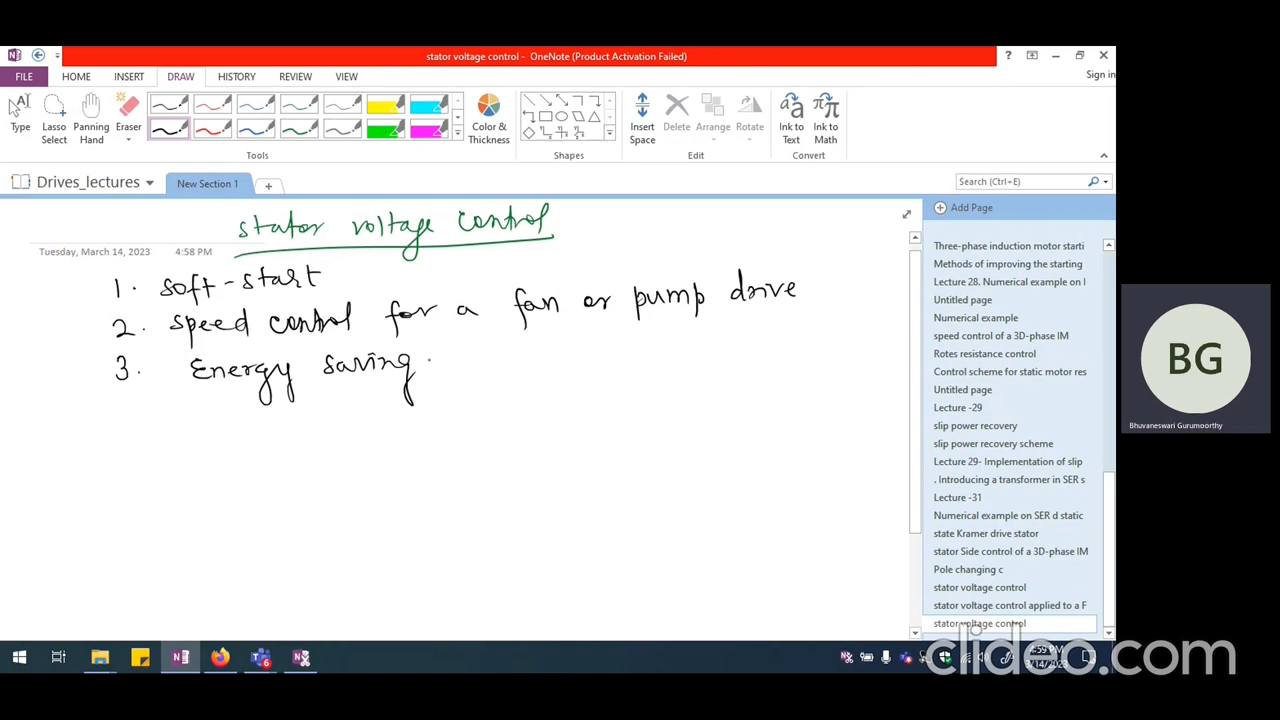 stator voltage control - OneNote (Product Activation Failed)
FILE HOME INSERT DRAW HISTORY REVIEW VIEW
Sign in
Type
Lasso Select
Panning Hand
Eraser
Color & Thickness
Insert Space
Delete
Arrange
Rotate
Ink to Text
Ink to Math
Tools
Shapes
Edit
Convert
Drives_lectures
New Section 1
Search (Ctrl+E)
stator voltage control
Tuesday, March 14, 2023 4:58 PM
1. soft-start
2. speed control for a fan or pump drive
3. Energy saving.
Add Page
Three-phase induction motor starti
Methods of improving the starting
Lecture 28. Numerical example on I
Untitled page
Numerical example
speed control of a 3D-phase IM
Rotes resistance control
Control scheme for static motor res
Untitled page
Lecture -29
slip power recovery
slip power recovery scheme
Lecture 29- Implementation of slip
. Introducing a transformer in SER s
Lecture -31
Numerical example on SER d static
state Kramer drive stator
stator Side control of a 3D-phase IM
Pole changing c
stator voltage control
stator voltage control applied to a F
stator voltage control
BG
Bhuvaneswari Gurumoorthy
4:59 PM
3/14/2023
clideo.com